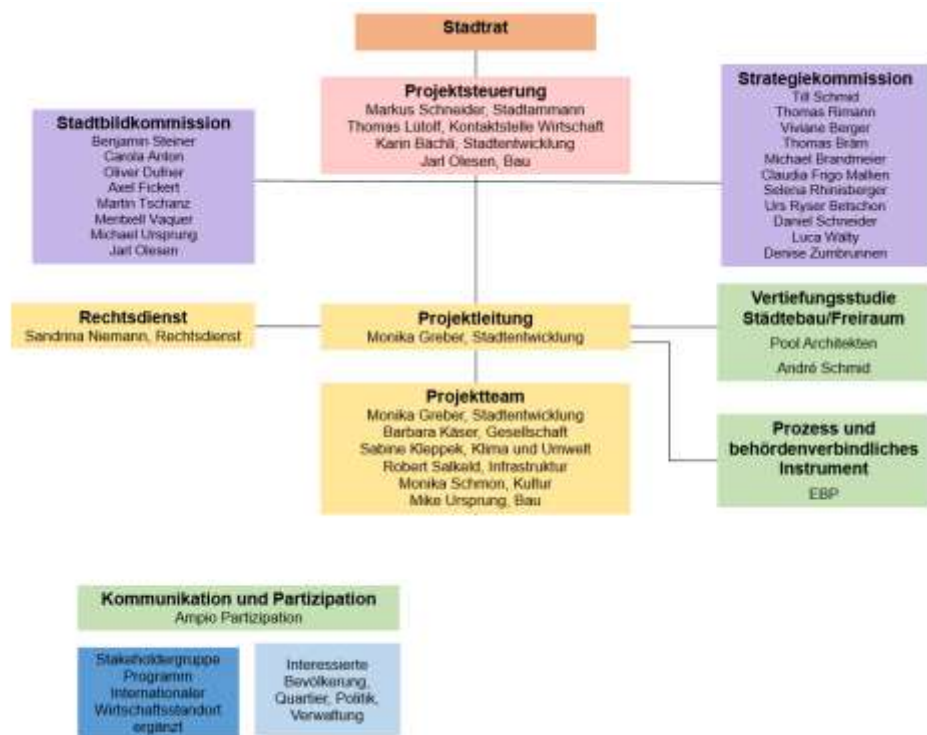 Stadtrat
Projektsteuerung
Markus Schneider, Stadtammann
Thomas Lütolf, Kontaktstelle Wirtschaft
Karin Bächli, Stadtentwicklung
Jarl Olesen, Bau
Stadtbildkommission
Benjamin Steiner
Carola Anton
Oliver Dufner
Axel Fickert
Martin Tschanz
Meritxell Vaquer
Michael Ursprung
Jarl Olesen
Strategiekommission
Till Schmid
Thomas Rimann
Viviane Berger
Thomas Bräm
Michael Brandmeier
Claudia Frigo Mallien
Selena Rhinisberger
Urs Ryser Betschon
Daniel Schneider
Luca Wälty
Denise Zumbrunnen
Rechtsdienst
Sandrina Niemann, Rechtsdienst
Projektleitung
Monika Greber, Stadtentwicklung
Vertiefungsstudie
Städtebau/Freiraum
Pool Architekten
André Schmid
Projektteam
Monika Greber, Stadtentwicklung
Barbara Käser, Gesellschaft
Sabine Kleppek, Klima und Umwelt
Robert Salkeld, Infrastruktur
Monika Schmon, Kultur
Mike Ursprung, Bau
Prozess und
behördenverbindliches
Instrument
EBP
Kommunikation und Partizipation
Ampio Partizipation
Stakeholdergruppe
Programm
Internationaler
Wirtschaftsstandort
ergänzt
Interessierte
Bevölkerung,
Quartier, Politik,
Verwaltung